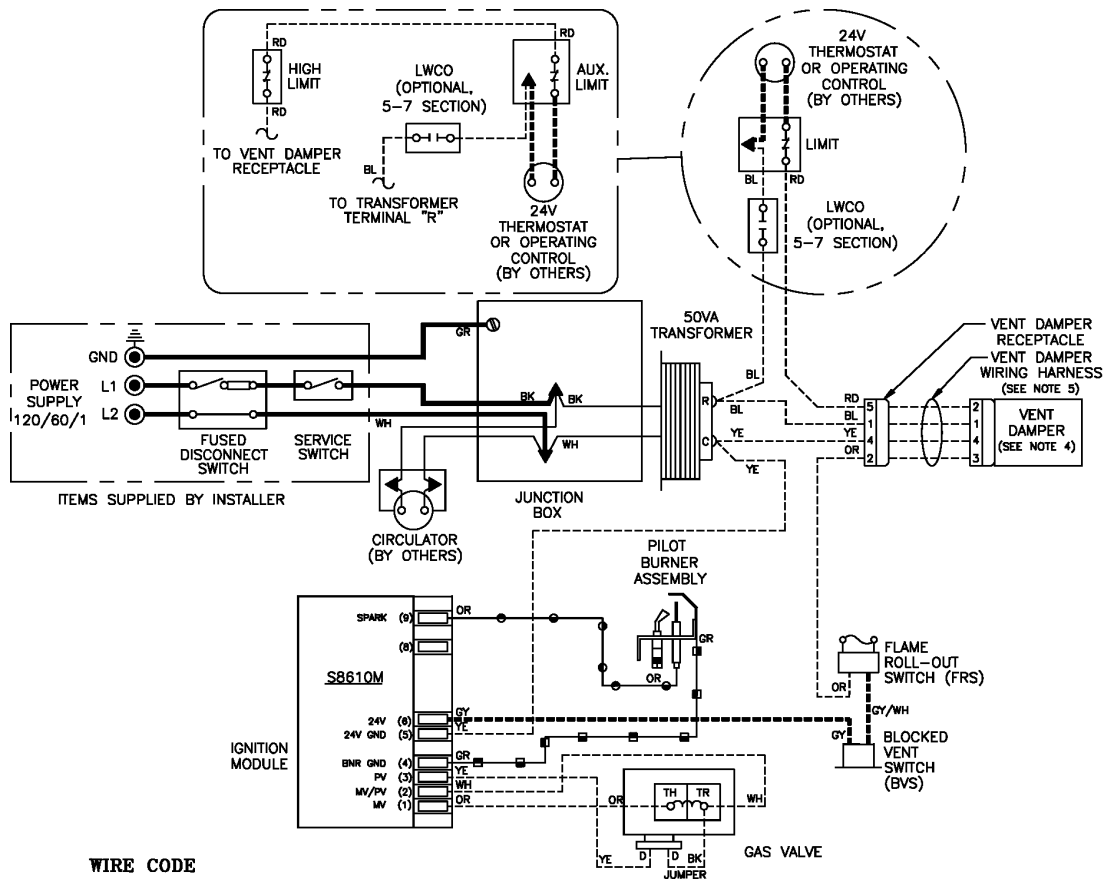 RD
HIGH
LIMIT
RD
TO VENT DAMPER
RECEPTACLE
LWCO
(OPTIONAL,
5-7 SECTION)
BL
TO TRANSFORMER
TERMINAL "R"
RD
AUX.
LIMIT
24V
THERMOSTAT
OR OPERATING
CONTROL
(BY OTHERS)
24V
THERMOSTAT
OR OPERATING
CONTROL
(BY OTHERS)
LIMIT
BL
RD
LWCO
(OPTIONAL,
5-7 SECTION)
GND
POWER
SUPPLY
120/60/1
L1
L2
FUSED
DISCONNECT
SWITCH
SERVICE
SWITCH
ITEMS SUPPLIED BY INSTALLER
GR
WH
BK
BK
WH
JUNCTION
BOX
CIRCULATOR
(BY OTHERS)
50VA
TRANSFORMER
R
C
BL
BL
YE
YE
VENT DAMPER
RECEPTACLE
VENT DAMPER
WIRING HARNESS
(SEE NOTE 5)
RD
BL
YE
OR
5
1
4
2
2
1
4
3
VENT
DAMPER
(SEE NOTE 4)
PILOT
BURNER
ASSEMBLY
GR
OR
IGNITION
MODULE
S8610M
SPARK (9)
OR
(8)
24V (6)
GY
24V GND (5)
YE
BNR GND (4)
GR
PV (3)
YE
MV/PV (2)
WH
MV (1)
OR
FLAME
ROLL-OUT
SWITCH (FRS)
OR
GY/WH
GY
BLOCKED
VENT
SWITCH
(BVS)
OR
TH
TR
WH
GAS VALVE
YE
D
D
BK
JUMPER
WIRE CODE